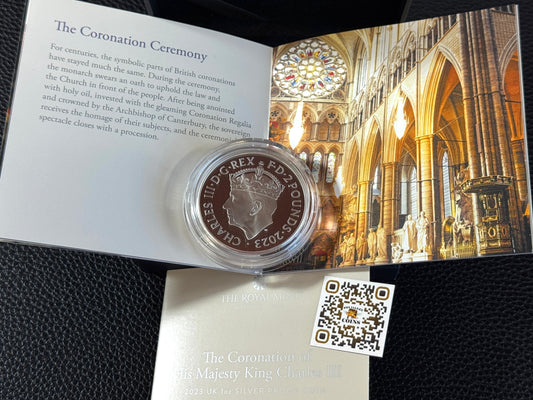 The Coronation Ceremony
For centuries, the symbolic parts of British coronations
have stayed much the same. During the ceremony,
the monarch swears an oath to uphold the law and
the Church in front of the people. After being anointed
with holy oil, invested with the gleaming Coronation Regalia
and crowned by the Archbishop of Canterbury, the sovereign
receives the homage of their subjects, and the ceremonial
spectacle closes with a procession.
CHARLES III·D·G·REX F·D·2 POUNDS·2023
THE ROYAL MINT
The Coronation of
His Majesty King Charles III
2023 UK 1oz SILVER PROOF COIN
COINS